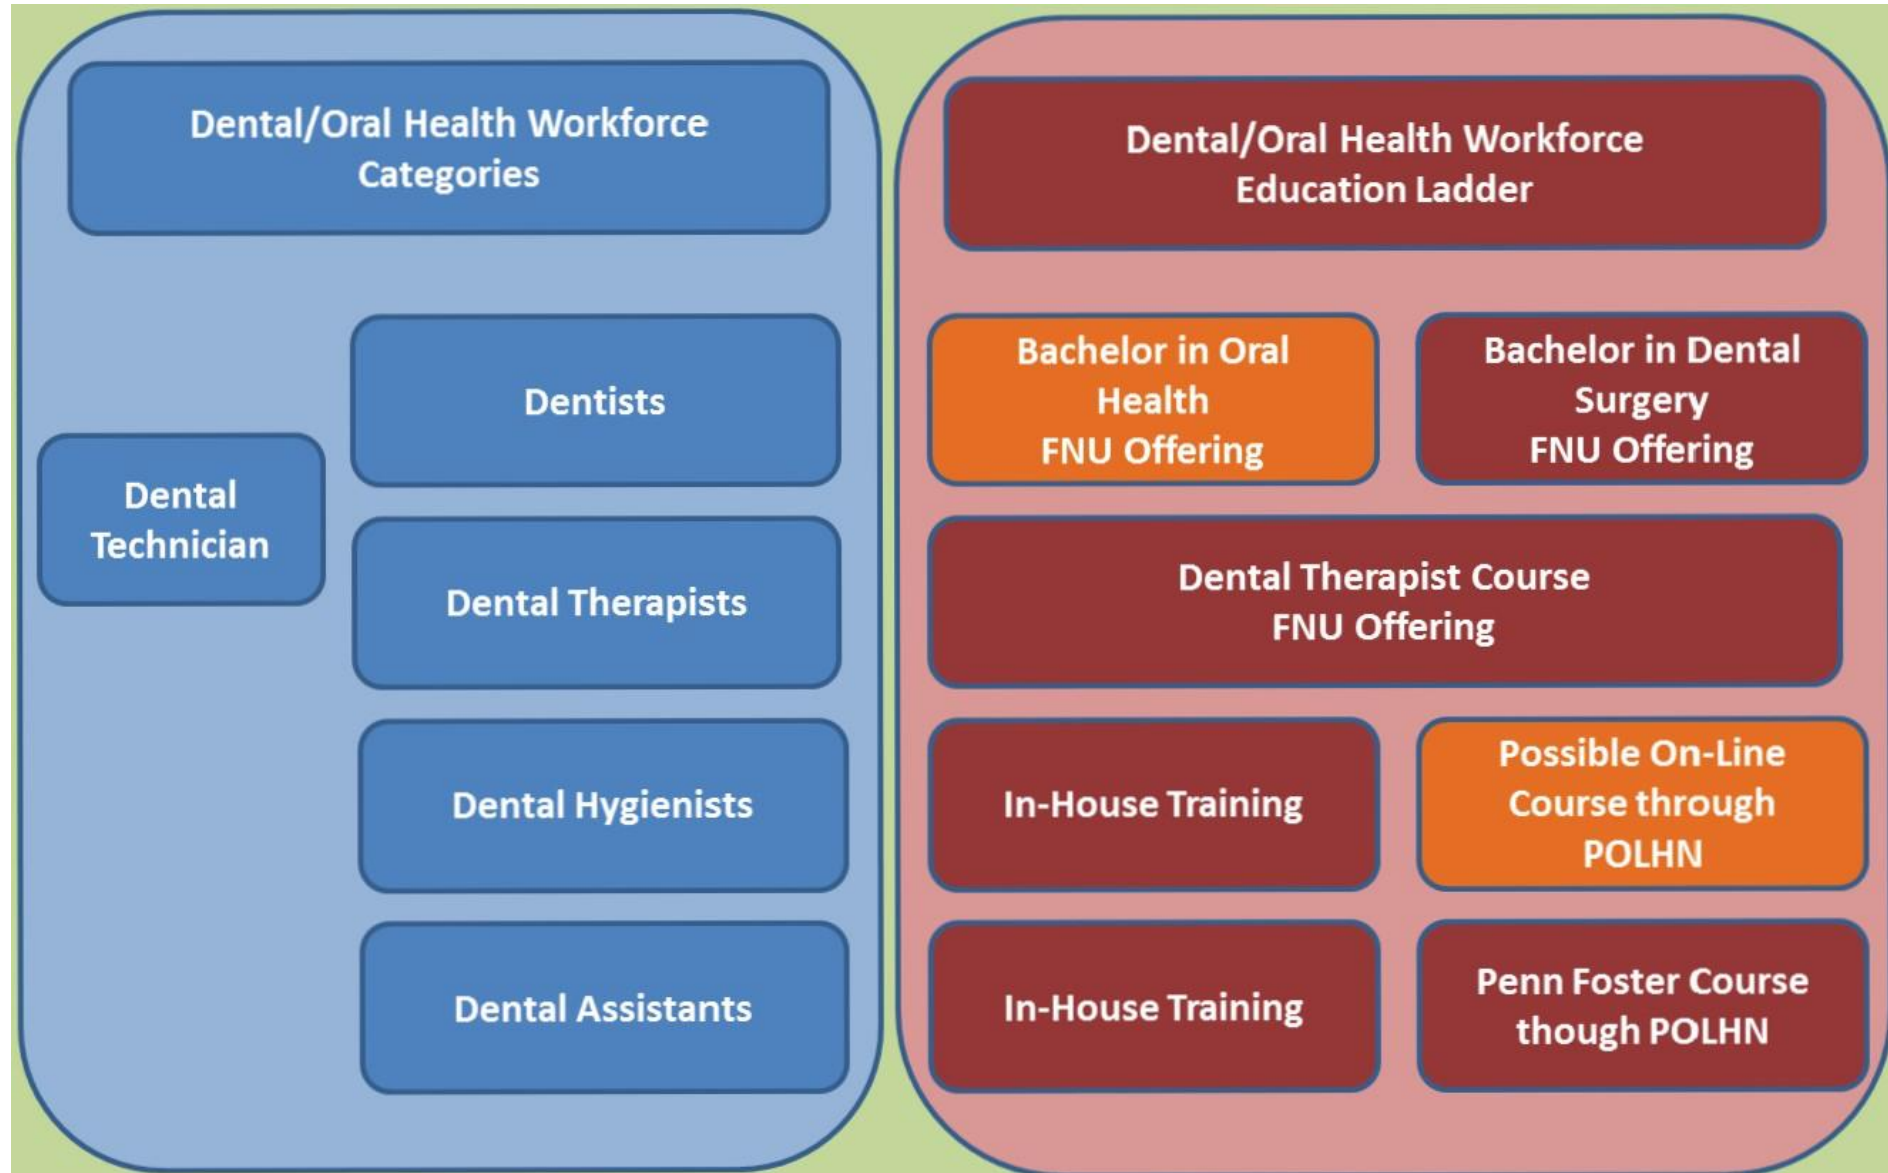 Dental/Oral Health Workforce
Categories
Dental
Technician
Dentists
Dental Therapists
Dental Hygienists
Dental Assistants
Dental/Oral Health Workforce
Education Ladder
Bachelor in Oral
Health
FNU Offering
Bachelor in Dental
Surgery
FNU Offering
Dental Therapist Course
FNU Offering
In-House Training
Possible On-Line
Course through
POLHN
In-House Training
Penn Foster Course
though POLHN